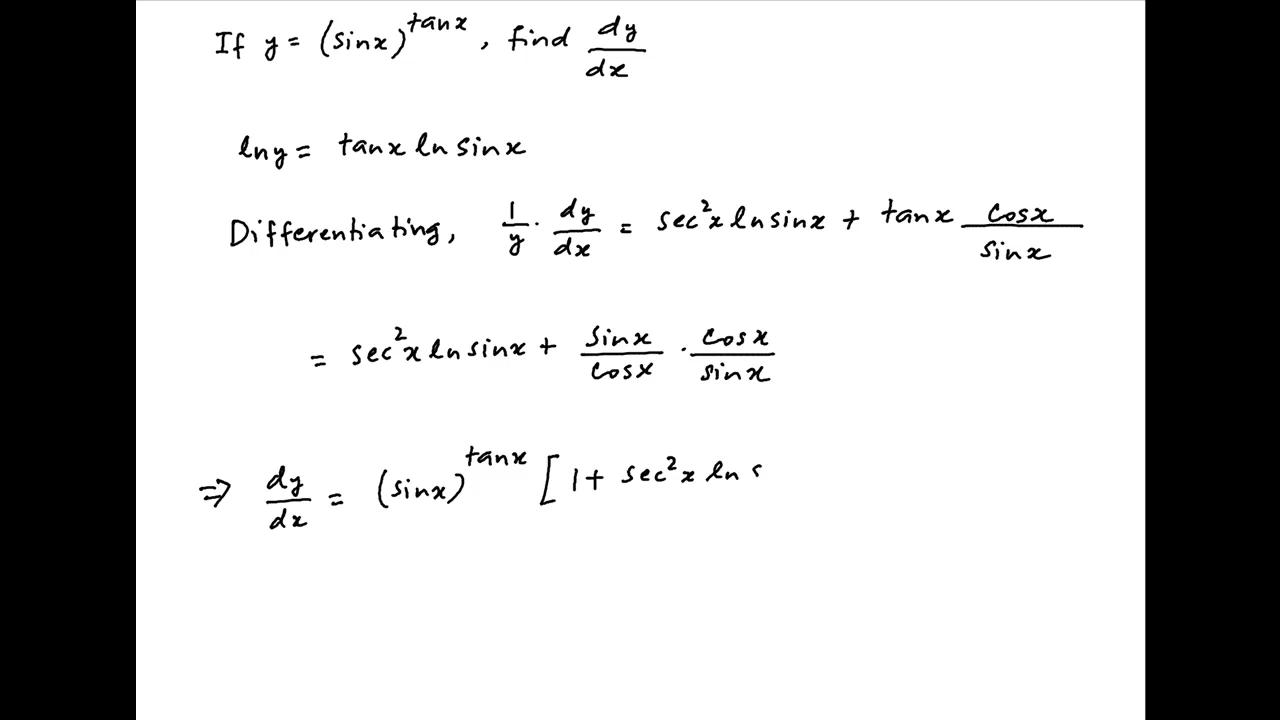 If y = (sinx)^tanx, find dy/dx
lny = tanx ln sinx
Differentiating, 1/y · dy/dx = sec²x ln sinx + tanx cosx/sinx
= sec²x ln sinx + sinx/cosx · cosx/sinx
⇒ dy/dx = (sinx)^tanx [1 + sec²x ln